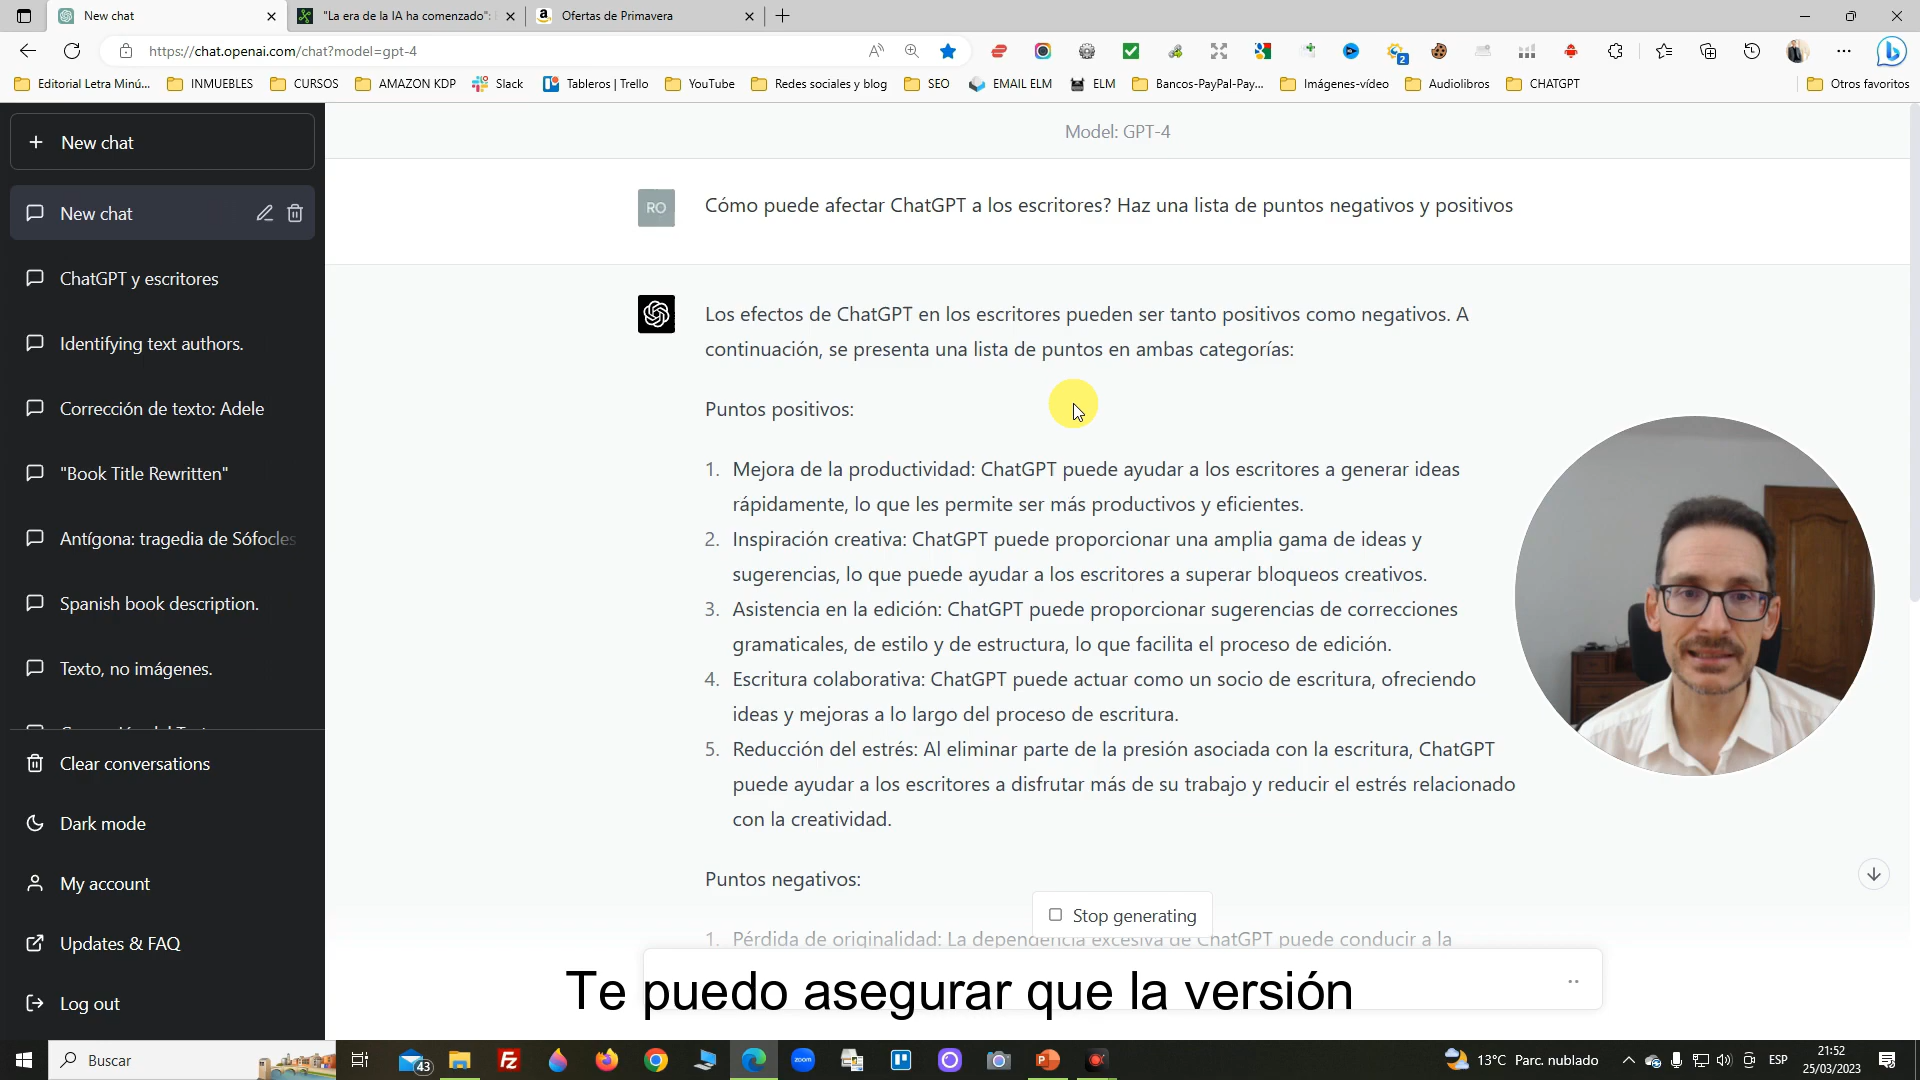 New chat
"La era de la IA ha comenzado":
Ofertas de Primavera
https://chat.openai.com/chat?model=gpt-4
2
Editorial Letra Minú...
INMUEBLES
CURSOS
AMAZON KDP
Slack
Tableros | Trello
YouTube
Redes sociales y blog
SEO
EMAIL ELM
ELM
Bancos-PayPal-Pay...
Imágenes-vídeo
Audiolibros
CHATGPT
Otros favoritos
New chat
New chat
ChatGPT y escritores
Identifying text authors.
Corrección de texto: Adele
"Book Title Rewritten"
Antígona: tragedia de Sófocles
Spanish book description.
Texto, no imágenes.
Clear conversations
Dark mode
My account
Updates & FAQ
Log out
Model: GPT-4
RO
Cómo puede afectar ChatGPT a los escritores? Haz una lista de puntos negativos y positivos
Los efectos de ChatGPT en los escritores pueden ser tanto positivos como negativos. A
continuación, se presenta una lista de puntos en ambas categorías:
Puntos positivos:
1. Mejora de la productividad: ChatGPT puede ayudar a los escritores a generar ideas
rápidamente, lo que les permite ser más productivos y eficientes.
2. Inspiración creativa: ChatGPT puede proporcionar una amplia gama de ideas y
sugerencias, lo que puede ayudar a los escritores a superar bloqueos creativos.
3. Asistencia en la edición: ChatGPT puede proporcionar sugerencias de correcciones
gramaticales, de estilo y de estructura, lo que facilita el proceso de edición.
4. Escritura colaborativa: ChatGPT puede actuar como un socio de escritura, ofreciendo
ideas y mejoras a lo largo del proceso de escritura.
5. Reducción del estrés: Al eliminar parte de la presión asociada con la escritura, ChatGPT
puede ayudar a los escritores a disfrutar más de su trabajo y reducir el estrés relacionado
con la creatividad.
Puntos negativos:
Stop generating
1. Pérdida de originalidad: La dependencia excesiva de ChatGPT puede conducir a la
Te puedo asegurar que la versión
Buscar
43
zoom
13°C Parc. nublado
ESP
21:52
25/03/2023